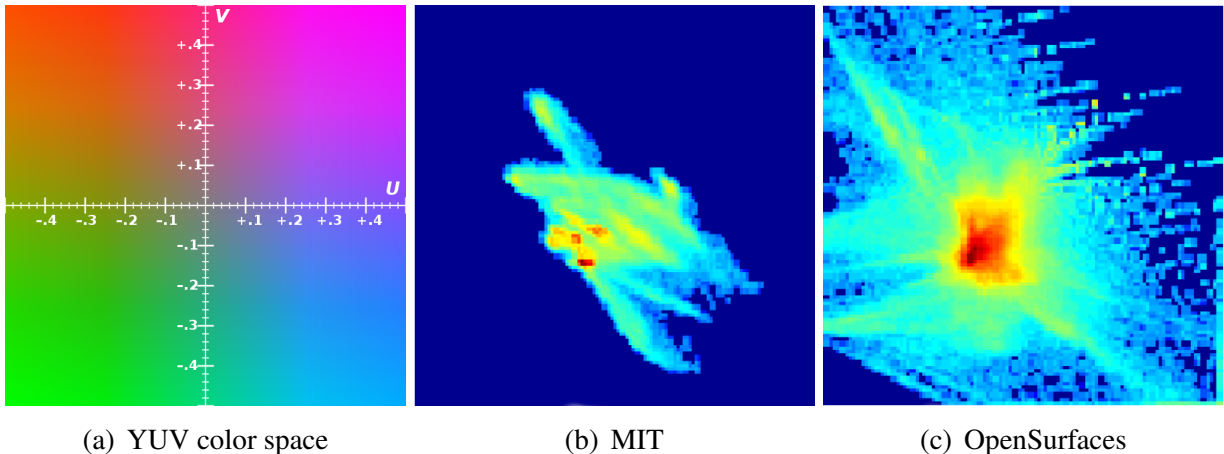 V
+.4
+.3
+.2
+.1
U
-.4 -.3 -.2 -.1 +.1 +.2 +.3 +.4
-.1
-.2
-.3
-.4
(a) YUV color space
(b) MIT
(c) OpenSurfaces